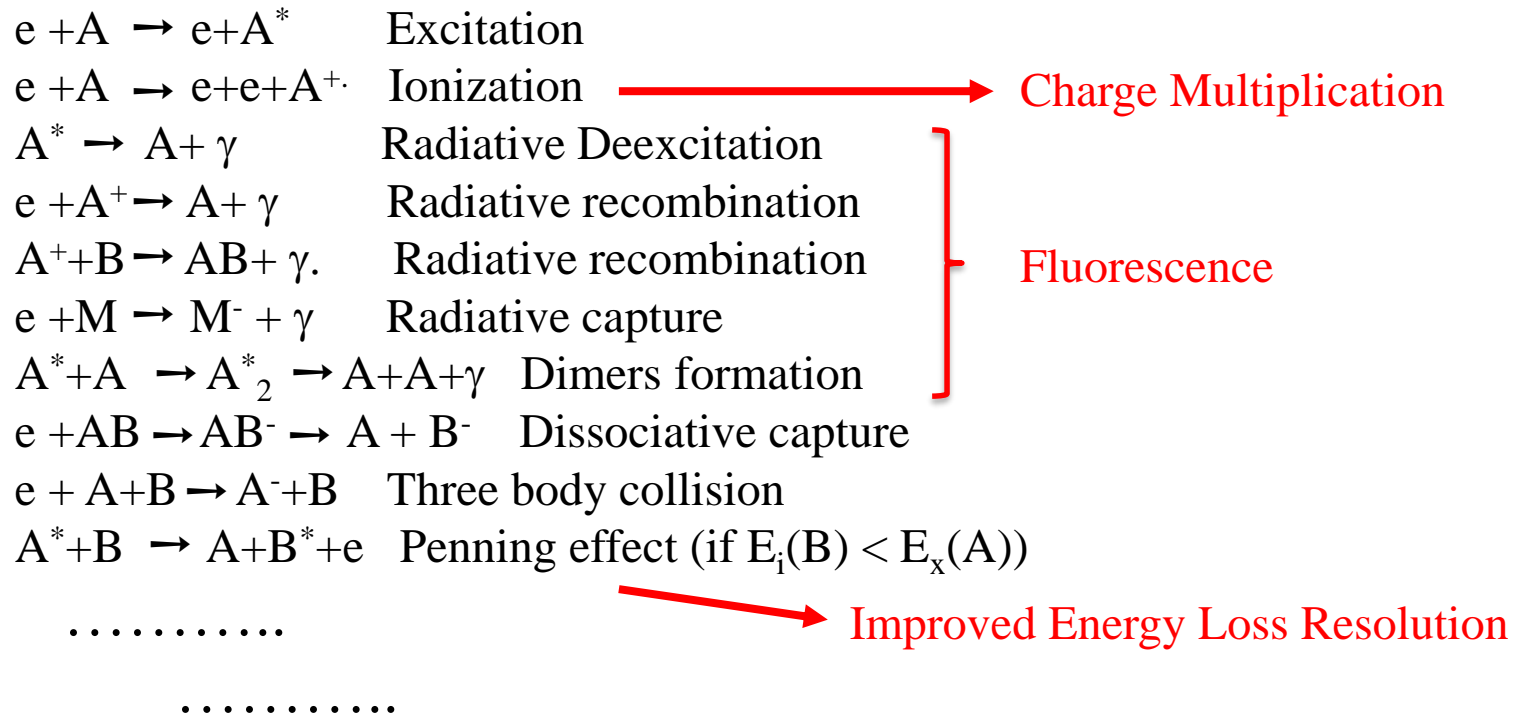 e +A → e+A* Excitation
e +A → e+e+A⁺· Ionization → Charge Multiplication
A* → A+ γ Radiative Deexcitation
e +A⁺→ A+ γ Radiative recombination
A⁺+B→ AB+ γ. Radiative recombination
Fluorescence
e +M → M⁻ + γ Radiative capture
A*+A → A*₂ → A+A+γ Dimers formation
e +AB →AB⁻ → A + B⁻ Dissociative capture
e + A+B→ A⁻+B Three body collision
A*+B → A+B*+e Penning effect (if Eᵢ(B) < Eₓ(A))
........... Improved Energy Loss Resolution
...........